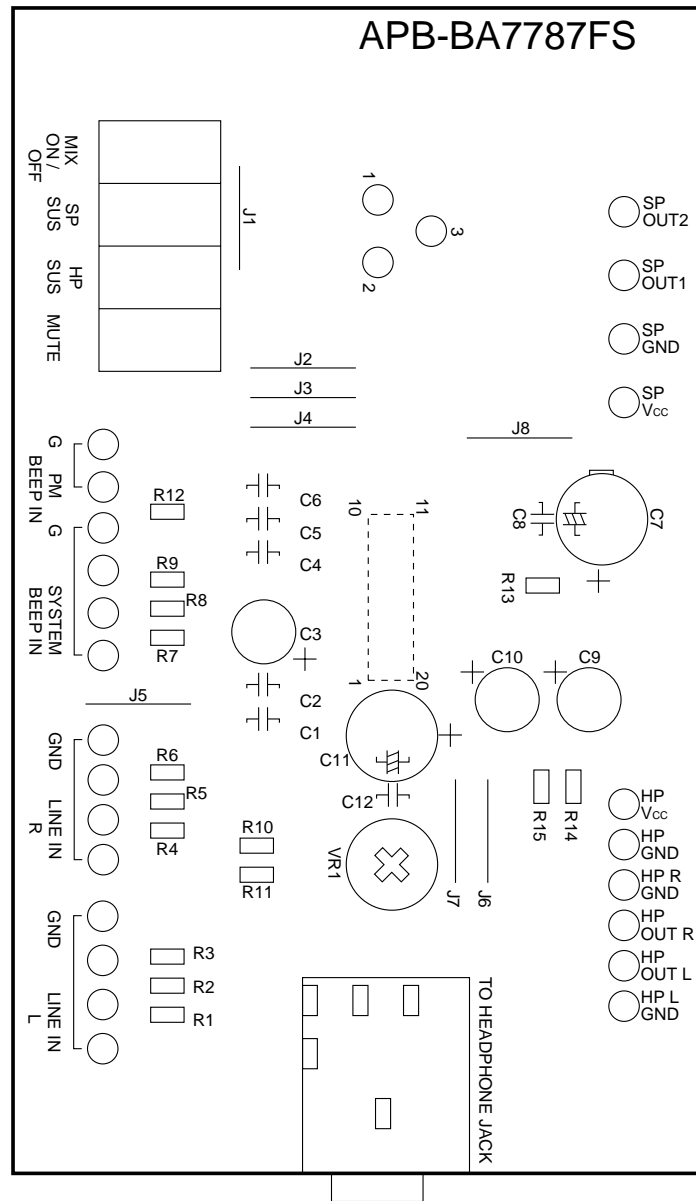 APB-BA7787FS
MIX
ON /
OFF
SP
SUS
HP
SUS
MUTE
J1
1
2
3
SP
OUT2
SP
OUT1
SP
GND
SP
Vcc
J2
J3
J4
J8
G
PM
BEEP IN
G
SYSTEM
BEEP IN
R12
R9
R8
R7
C6
C5
C4
C3
C2
C1
10
11
1
20
C8
C7
R13
C10
C9
J5
GND
LINE IN
R
R6
R5
R4
C11
C12
R10
R11
VR1
J7
J6
R15
R14
HP
Vcc
HP
GND
HP R
GND
HP
OUT R
HP
OUT L
HP L
GND
GND
LINE IN
L
R3
R2
R1
TO HEADPHONE JACK